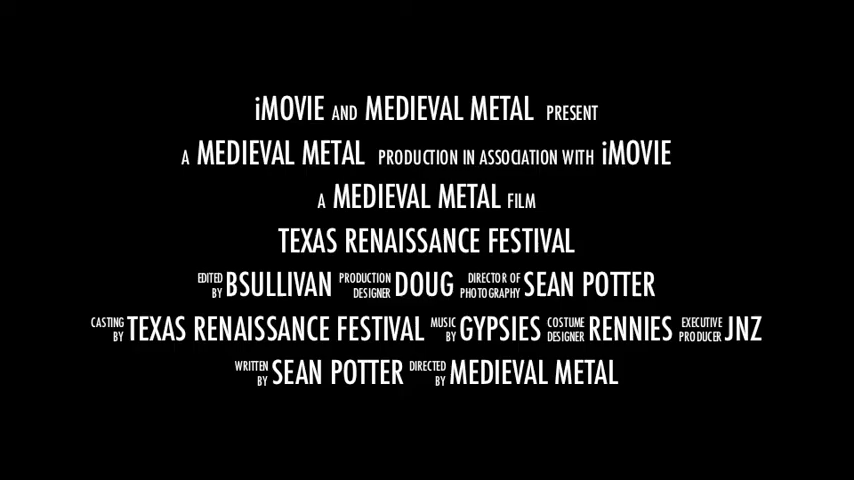 iMOVIE AND MEDIEVAL METAL PRESENT
A MEDIEVAL METAL PRODUCTION IN ASSOCIATION WITH iMOVIE
A MEDIEVAL METAL FILM
TEXAS RENAISSANCE FESTIVAL
EDITED BY BSULLIVAN PRODUCTION DESIGNER DOUG DIRECTOR OF PHOTOGRAPHY SEAN POTTER
CASTING BY TEXAS RENAISSANCE FESTIVAL MUSIC BY GYPSIES COSTUME DESIGNER RENNIES EXECUTIVE PRODUCER JNZ
WRITTEN BY SEAN POTTER DIRECTED BY MEDIEVAL METAL